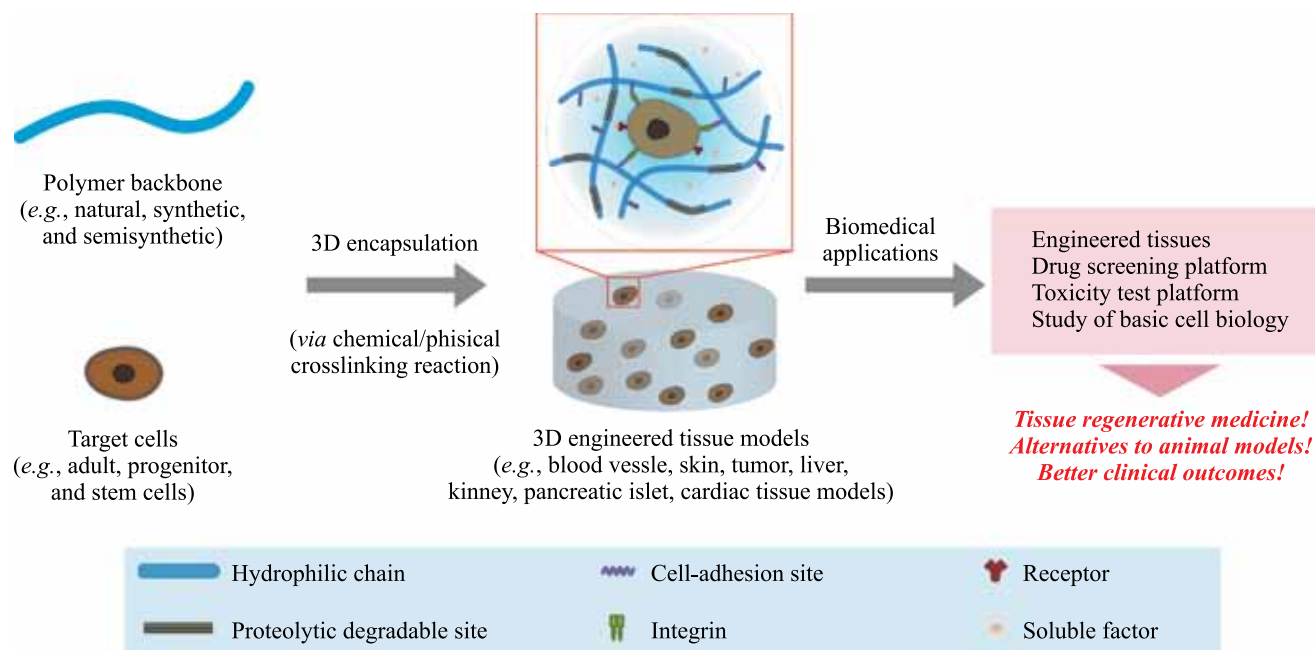 Polymer backbone
(e.g., natural, synthetic,
and semisynthetic)
Target cells
(e.g., adult, progenitor,
and stem cells)
3D encapsulation
(via chemical/phisical
crosslinking reaction)
3D engineered tissue models
(e.g., blood vessle, skin, tumor, liver,
kinney, pancreatic islet, cardiac tissue models)
Biomedical
applications
Engineered tissues
Drug screening platform
Toxicity test platform
Study of basic cell biology
Tissue regenerative medicine!
Alternatives to animal models!
Better clinical outcomes!
Hydrophilic chain
Cell-adhesion site
Receptor
Proteolytic degradable site
Integrin
Soluble factor